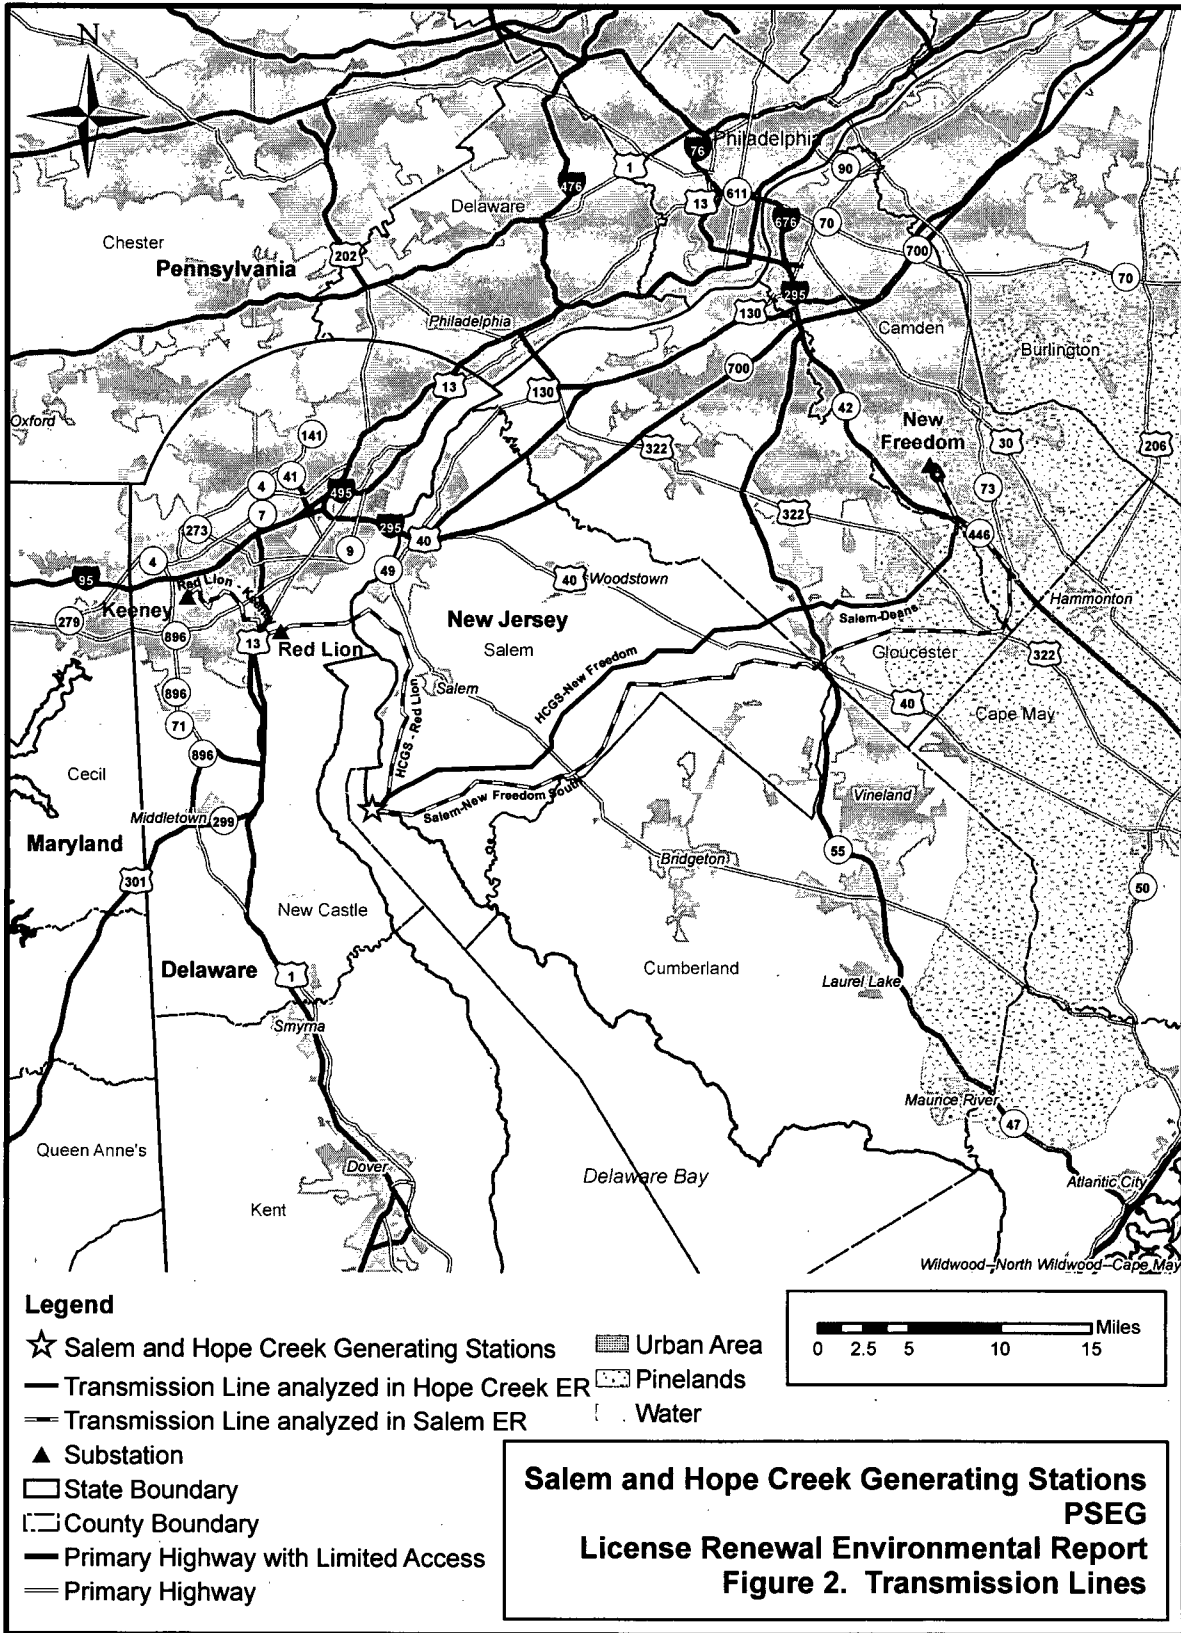 N
Philadelphia
76
1
90
476
13
611
Delaware
676
70
Chester
202
700
Pennsylvania
70
295
130
Philadelphia
Camden
Burlington
13
700
130
Oxford
42
New
Freedom
141
322
30
206
41
4
73
495
322
7
273
295
40
446
9
4
49
95
40
Woodstown
Red Lion - Keeney
Keeney
Hammonton
279
896
New Jersey
Salem-Deans
13
Red Lion
Salem
Gloucester
322
HCGS-New Freedom
896
Salem
40
71
HCGS - Red Lion
Cape May
896
Cecil
Vineland
Middletown
299
Salem-New Freedom South
Maryland
55
Bridgeton
301
50
New Castle
Delaware
Cumberland
1
Laurel Lake
Smyrna
Maurice River
47
Queen Anne's
Dover
Delaware Bay
Atlantic City
Kent
Wildwood–North Wildwood–Cape May
Legend
Salem and Hope Creek Generating Stations
Transmission Line analyzed in Hope Creek ER
Transmission Line analyzed in Salem ER
Substation
State Boundary
County Boundary
Primary Highway with Limited Access
Primary Highway
Urban Area
Pinelands
Water
Miles
0 2.5 5 10 15
Salem and Hope Creek Generating Stations
PSEG
License Renewal Environmental Report
Figure 2. Transmission Lines